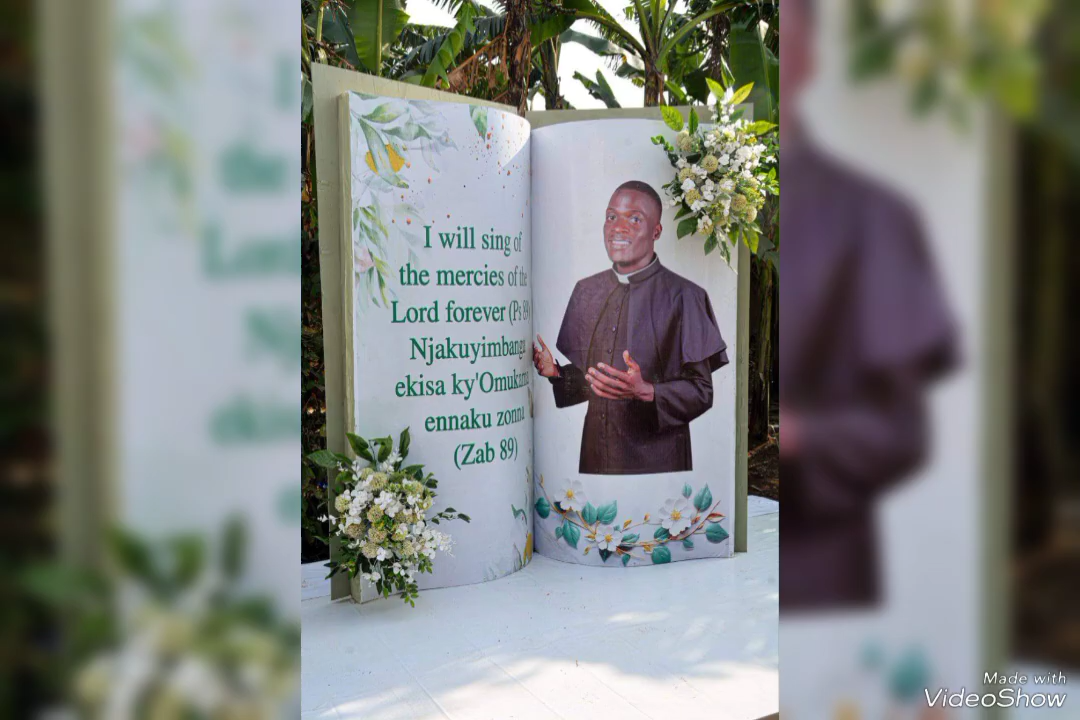 I will sing of
the mercies of the
Lord forever (Ps 89)
Njakuyimbanga
ekisa ky'Omukama
ennaku zonna
(Zab 89)
Made with
VideoShow